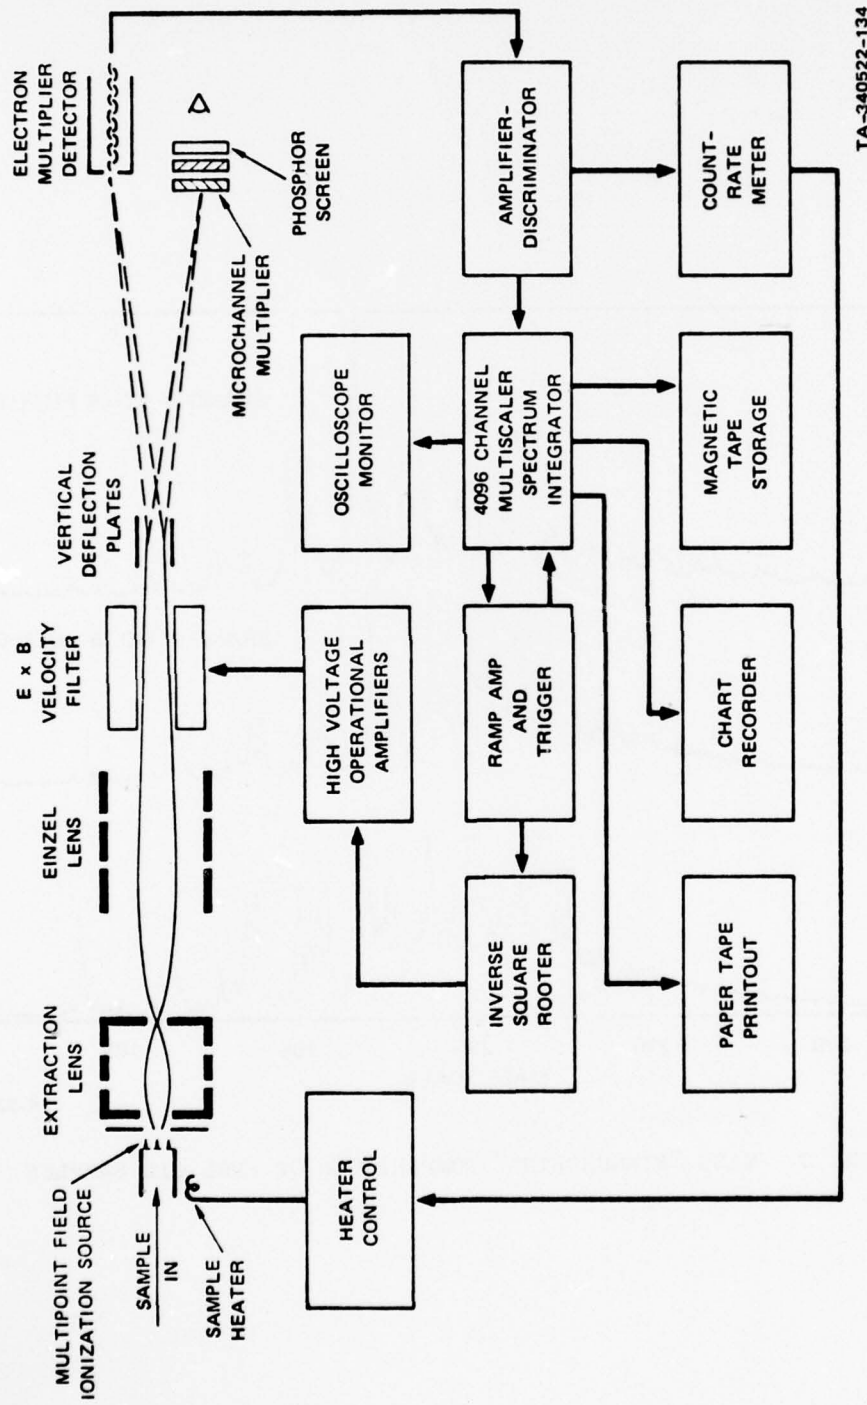 MULTIPOINT FIELD
IONIZATION SOURCE
SAMPLE
IN
SAMPLE
HEATER
EXTRACTION
LENS
EINZEL
LENS
E x B
VELOCITY
FILTER
VERTICAL
DEFLECTION
PLATES
ELECTRON
MULTIPLIER
DETECTOR
MICROCHANNEL
MULTIPLIER
PHOSPHOR
SCREEN
HEATER
CONTROL
HIGH VOLTAGE
OPERATIONAL
AMPLIFIERS
OSCILLOSCOPE
MONITOR
INVERSE
SQUARE
ROOTER
RAMP AMP
AND
TRIGGER
4096 CHANNEL
MULTISCALER
SPECTRUM
INTEGRATOR
AMPLIFIER-
DISCRIMINATOR
PAPER TAPE
PRINTOUT
CHART
RECORDER
MAGNETIC
TAPE
STORAGE
COUNT-
RATE
METER
TA-340522-134